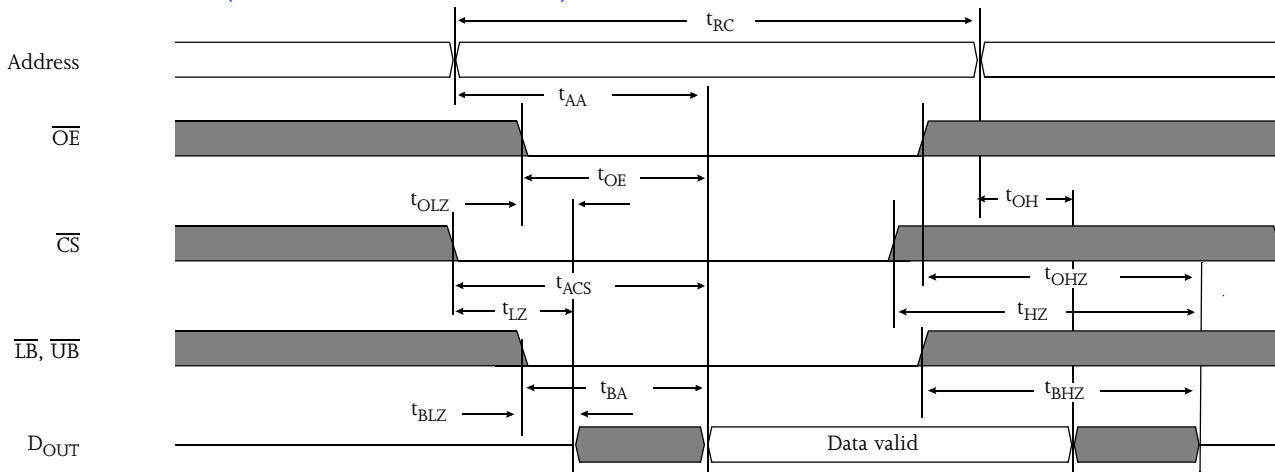 tRC
Address
tAA
OE
tOE
tOLZ
tOH
CS
tOHZ
tACS
tLZ
tHZ
LB, UB
tBA
tBHZ
tBLZ
DOUT
Data valid